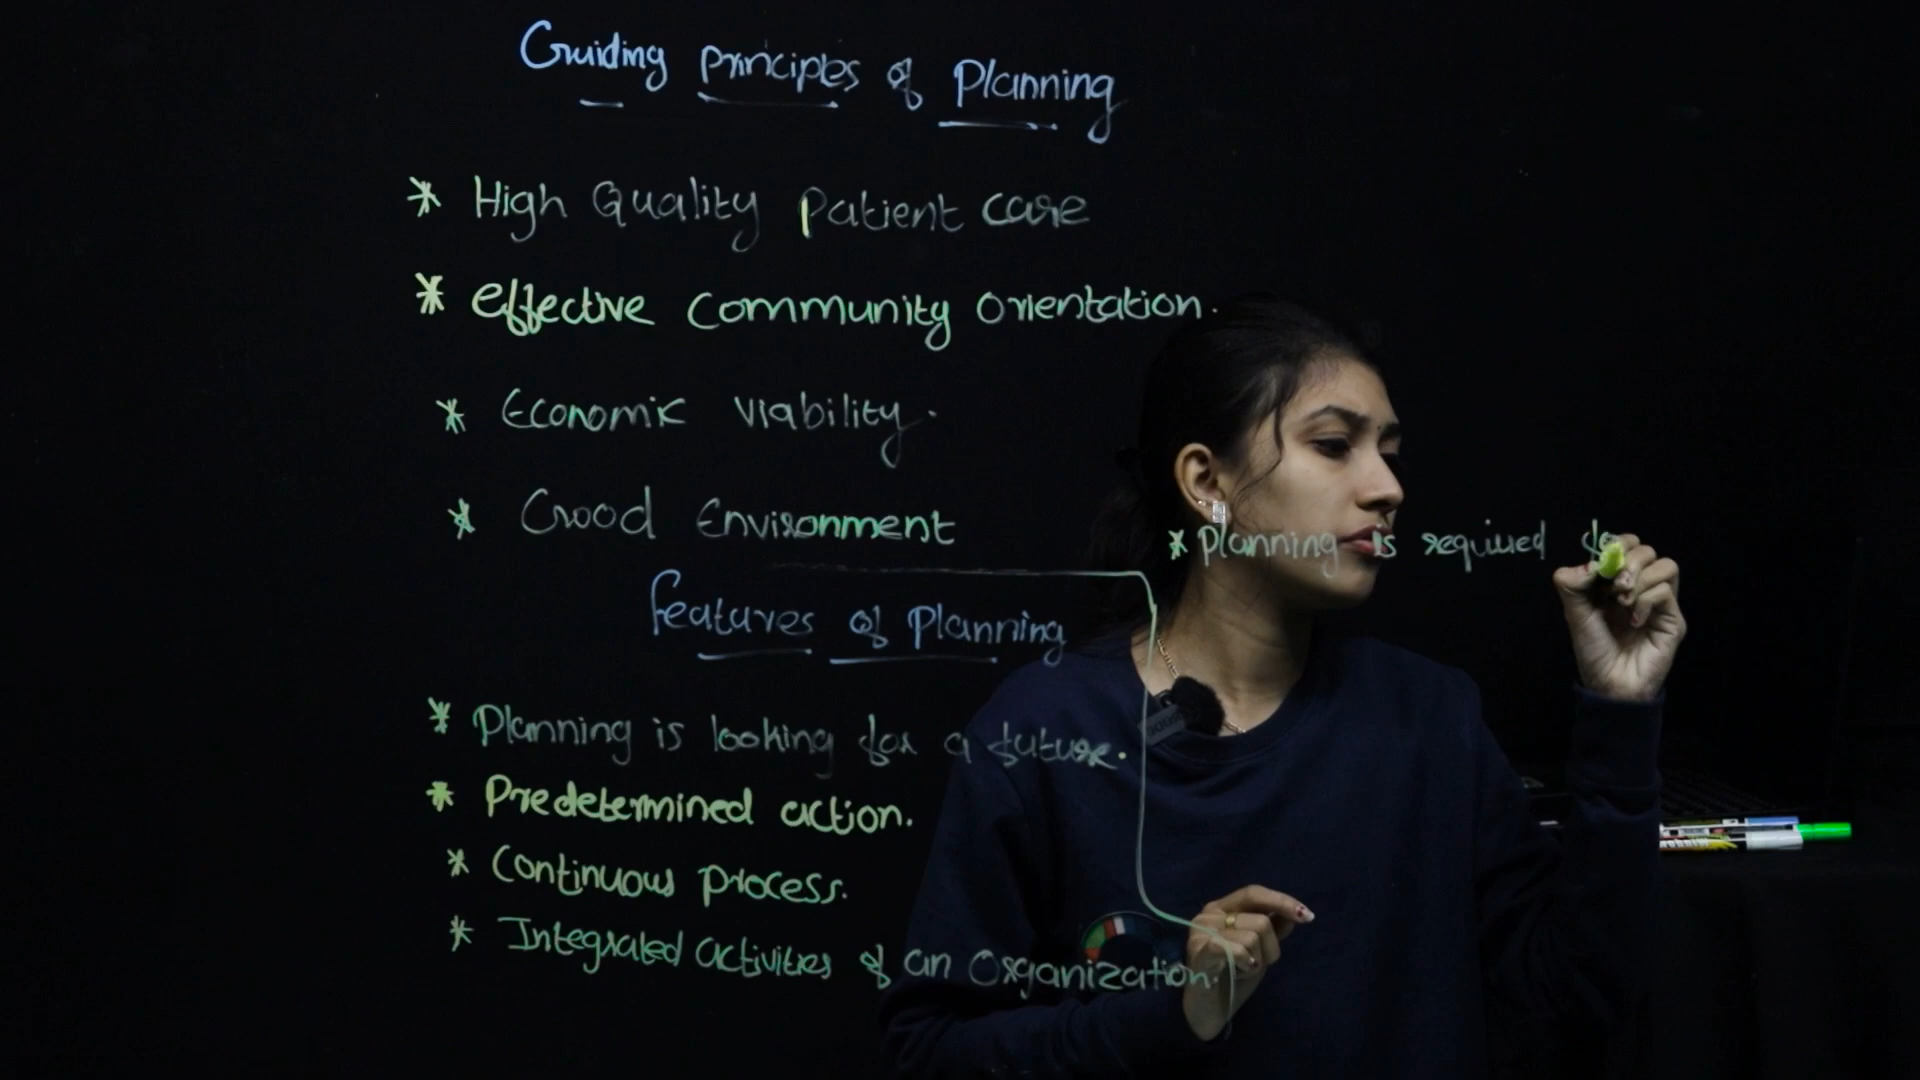 Guiding principles of Planning
* High Quality Patient care
* Effective Community Orientation.
* Economic Viability.
* Good Environment
features of planning
* Planning is looking for a future.
* Predetermined action.
* Continuous process.
* Integrated activities of an Organization.
* Planning is required